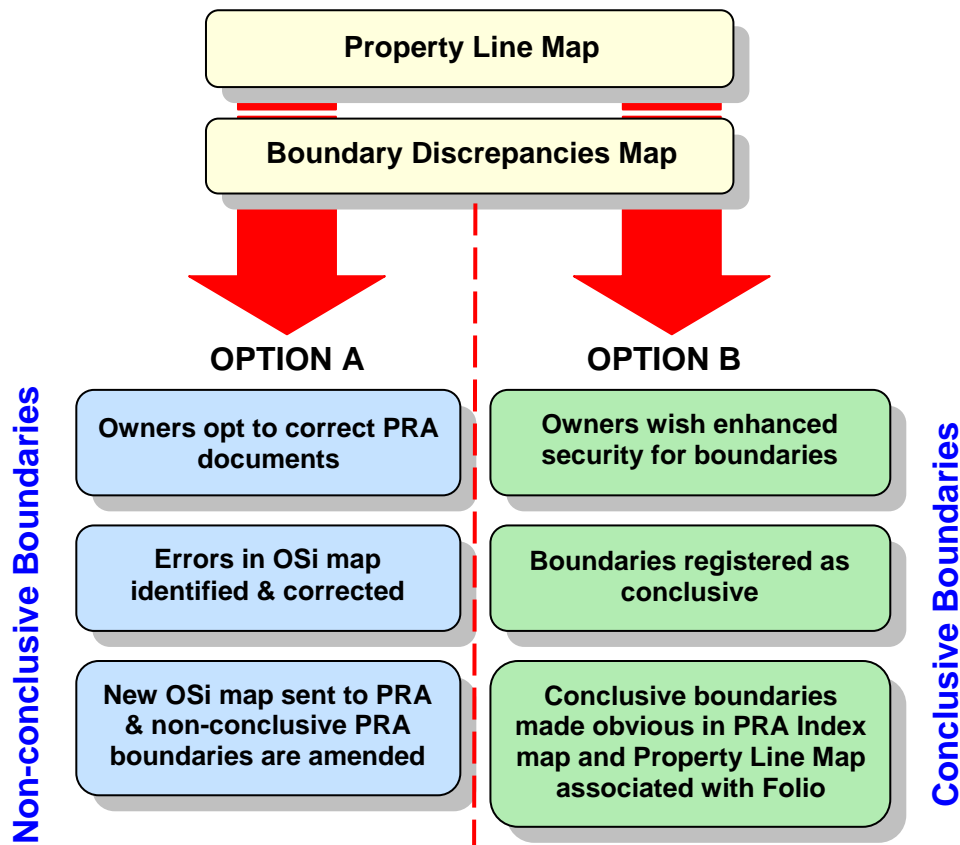 Property Line Map
Boundary Discrepancies Map
OPTION A
Non-conclusive Boundaries
Owners opt to correct PRA
documents
Errors in OSi map
identified & corrected
New OSi map sent to PRA
& non-conclusive PRA
boundaries are amended
OPTION B
Owners wish enhanced
security for boundaries
Boundaries registered as
conclusive
Conclusive boundaries
made obvious in PRA Index
map and Property Line Map
associated with Folio
Conclusive Boundaries